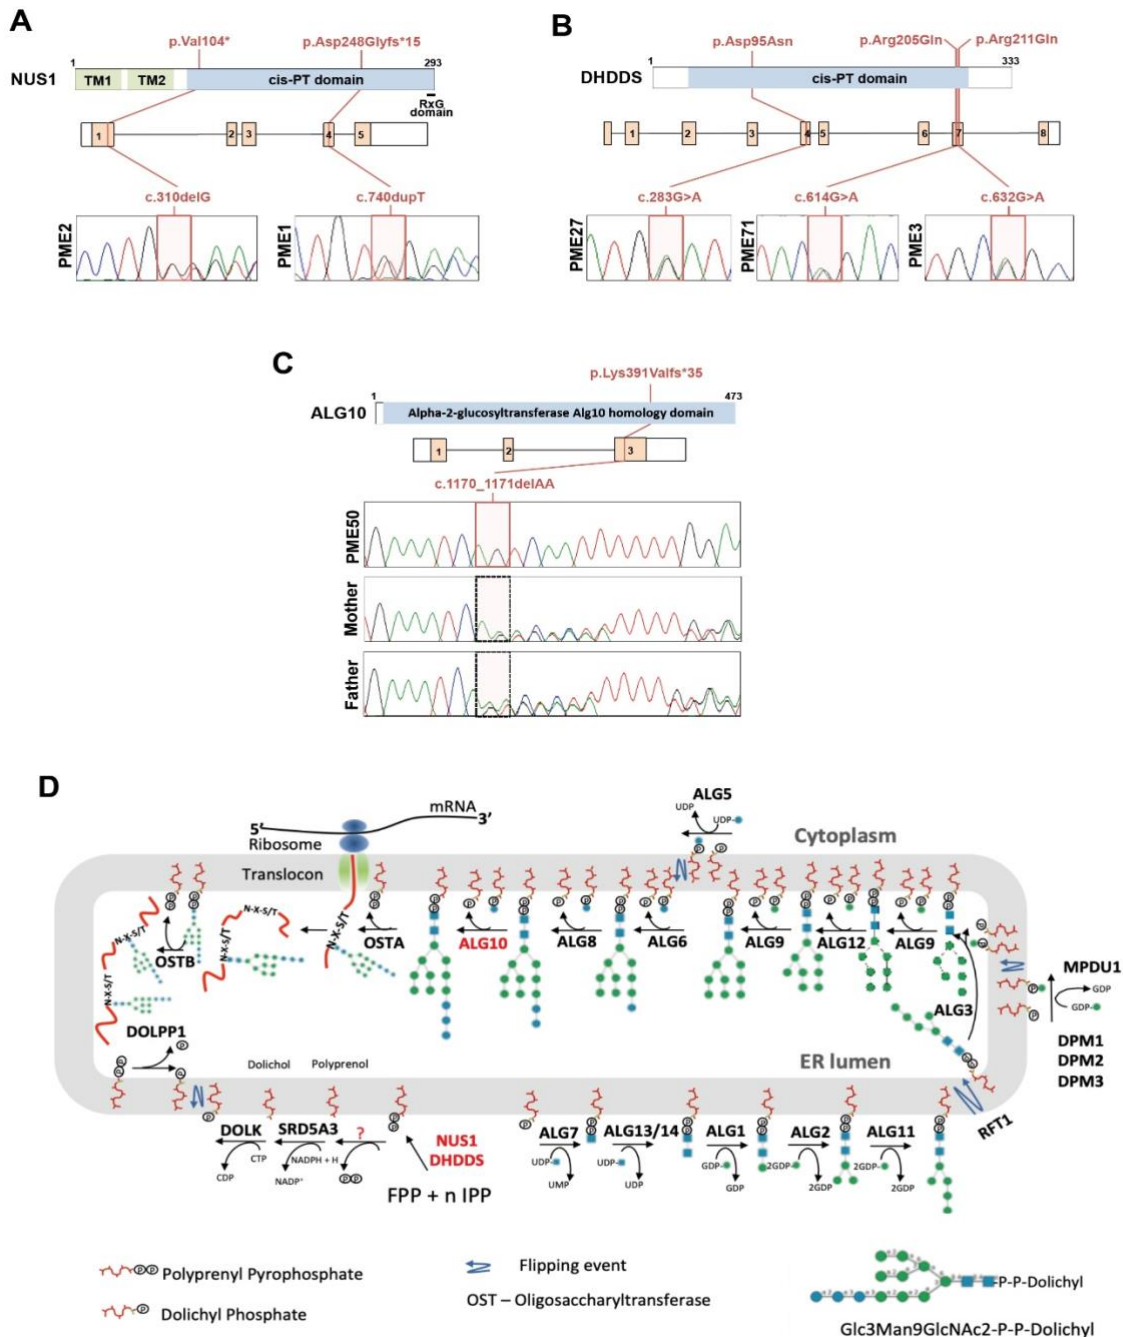 A
p.Val104*
p.Asp248Glyfs*15
1
293
NUS1
TM1
TM2
cis-PT domain
RxG
domain
1
2
3
4
5
c.310delG
c.740dupT
PME2
PME1
B
p.Asp95Asn
p.Arg205Gln
p.Arg211Gln
1
333
DHDDS
cis-PT domain
1
2
3
4
5
6
7
8
c.283G>A
c.614G>A
c.632G>A
PME27
PME71
PME3
C
p.Lys391Valfs*35
1
473
ALG10
Alpha-2-glucosyltransferase Alg10 homology domain
1
2
3
c.1170_1171delAA
PME50
Mother
Father
D
mRNA
5'
3'
Ribosome
Translocon
ALG5
UDP
UDP-
Cytoplasm
N-X-S/T
N-X-S/T
N-X-S/T
N-X-S/T
OSTB
OSTA
ALG10
ALG8
ALG6
ALG9
ALG12
ALG9
ALG3
MPDU1
GDP
GDP-
DPM1
DPM2
DPM3
DOLPP1
P
Dolichol
Polyprenol
ER lumen
RFT1
DOLK
SRD5A3
?
NUS1
DHDDS
CTP
CDP
NADPH + H
NADP⁺
P P
FPP + n IPP
ALG7
ALG13/14
ALG1
ALG2
ALG11
UDP-
UMP
UDP-
UDP
GDP-
GDP
2GDP-
2GDP
2GDP-
2GDP
P P Polyprenyl Pyrophosphate
P Dolichyl Phosphate
Flipping event
OST – Oligosaccharyltransferase
-P-P-Dolichyl
Glc3Man9GlcNAc2-P-P-Dolichyl